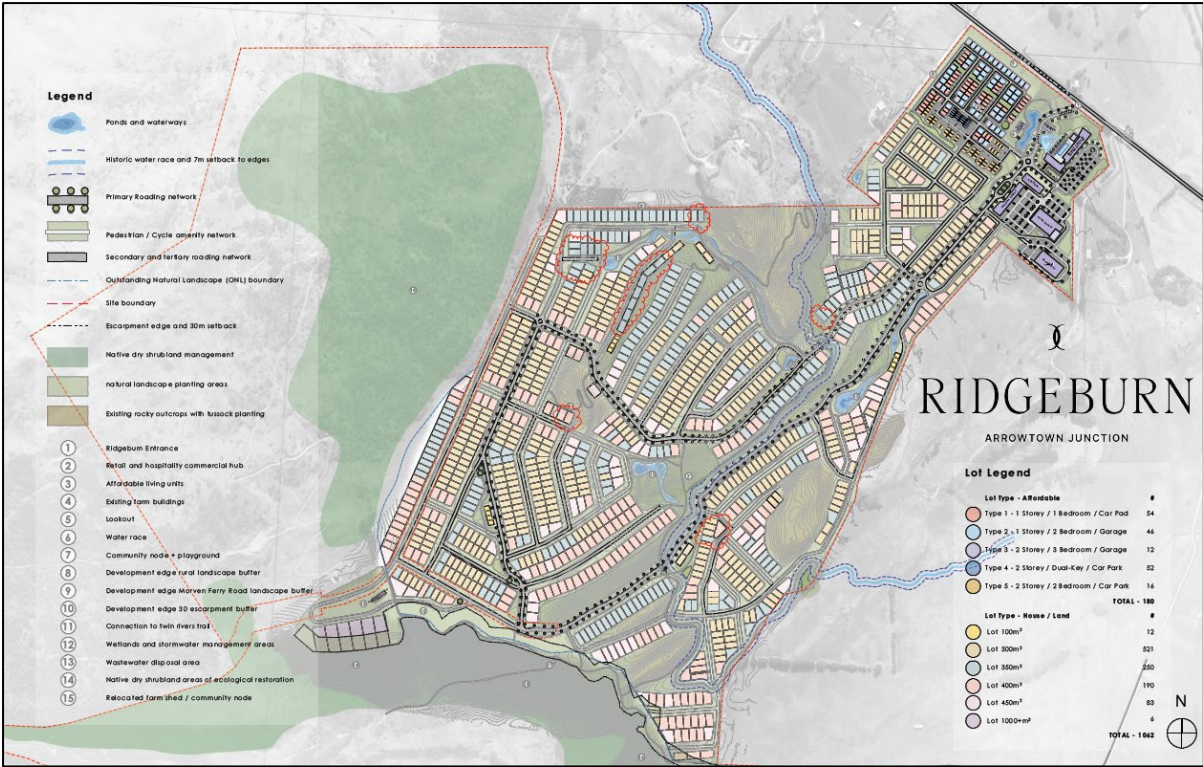 Legend
Ponds and waterways
Historic water race and 7m setback to edges
Primary Roading network
Pedestrian / Cycle amenity network
Secondary and tertiary roading network
Outstanding Natural Landscape (ONL) boundary
Site boundary
Escarpment edge and 30m setback
Native dry shrubland management
natural landscape planting areas
Existing rocky outcrops with tussock planting
1 Ridgeburn Entrance
2 Retail and hospitality commercial hub
3 Affordable living units
4 Existing farm buildings
5 Lookout
6 Water race
7 Community node + playground
8 Development edge rural landscape buffer
9 Development edge Morven Ferry Road landscape buffer
10 Development edge 30 escarpment buffer
11 Connection to twin rivers trail
12 Wetlands and stormwater management areas
13 Wastewater disposal area
14 Native dry shrubland areas of ecological restoration
15 Relocated farm shed / community node
RIDGEBURN
ARROWTOWN JUNCTION
Lot Legend
Lot Type - Affordable #
Type 1 - 1 Storey / 1 Bedroom / Car Pad 54
Type 2 - 1 Storey / 2 Bedroom / Garage 46
Type 3 - 2 Storey / 3 Bedroom / Garage 12
Type 4 - 2 Storey / Dual-Key / Car Park 52
Type 5 - 2 Storey / 2 Bedroom / Car Park 16
TOTAL - 180
Lot Type - House / Land #
Lot 100m² 12
Lot 300m² 521
Lot 350m² 250
Lot 400m² 190
Lot 450m² 83
Lot 1000+m² 6
TOTAL - 1062
N